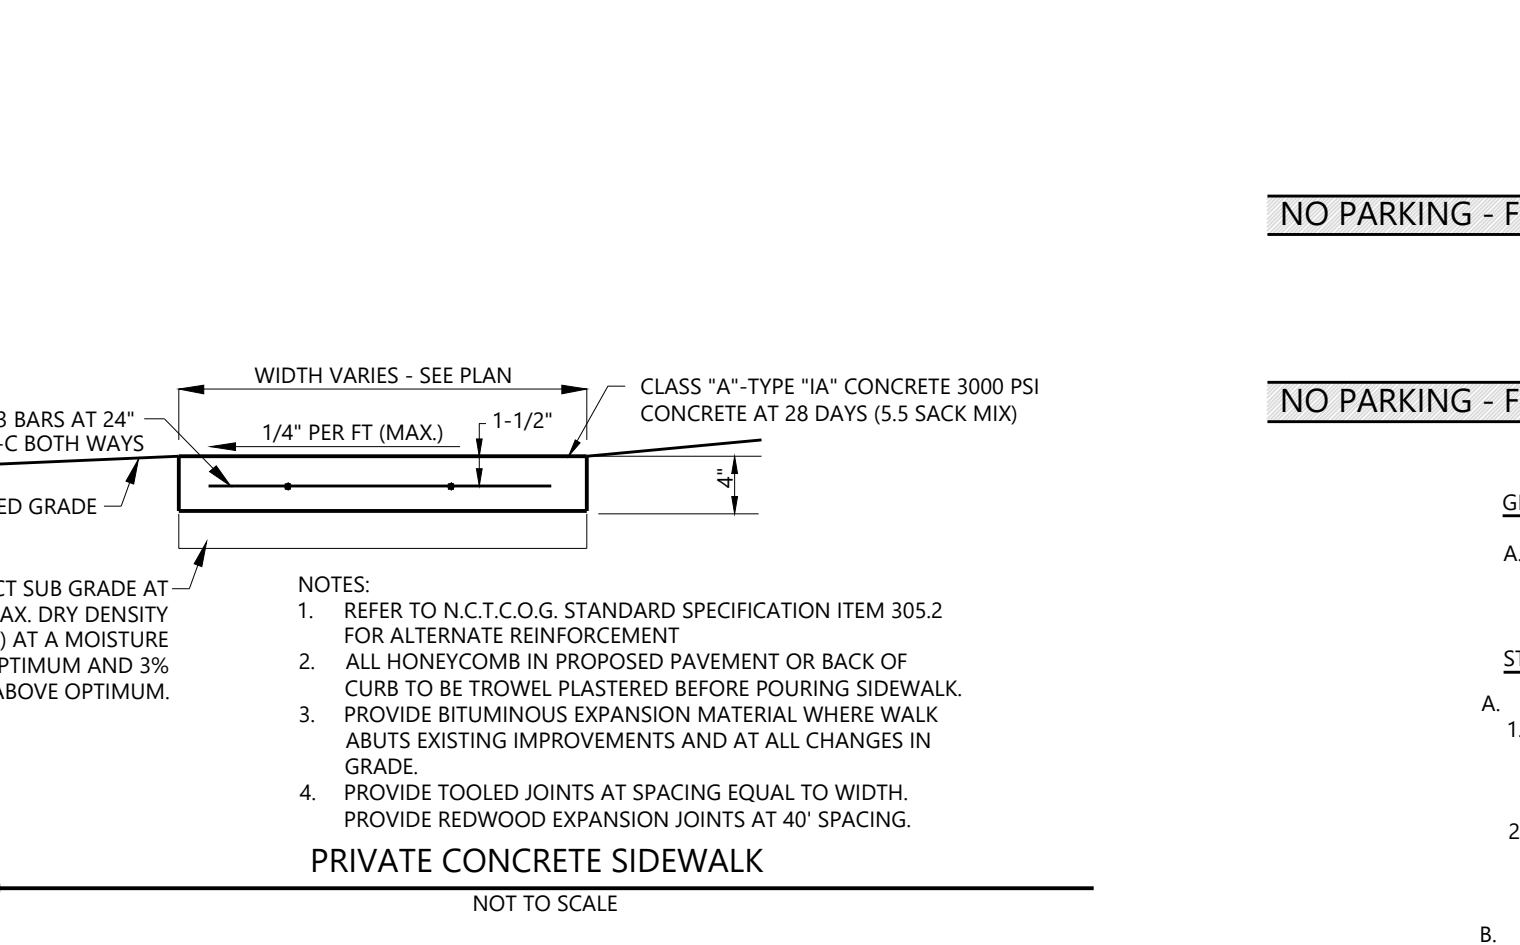 NO PARKING - F
WIDTH VARIES - SEE PLAN
CLASS "A"-TYPE "IA" CONCRETE 3000 PSI
CONCRETE AT 28 DAYS (5.5 SACK MIX)
3 BARS AT 24"
-C BOTH WAYS
1/4" PER FT (MAX.)
1-1/2"
4"
ED GRADE
CT SUB GRADE AT
AX. DRY DENSITY
) AT A MOISTURE
PTIMUM AND 3%
ABOVE OPTIMUM.
NOTES:
1. REFER TO N.C.T.C.O.G. STANDARD SPECIFICATION ITEM 305.2
FOR ALTERNATE REINFORCEMENT
2. ALL HONEYCOMB IN PROPOSED PAVEMENT OR BACK OF
CURB TO BE TROWEL PLASTERED BEFORE POURING SIDEWALK.
3. PROVIDE BITUMINOUS EXPANSION MATERIAL WHERE WALK
ABUTS EXISTING IMPROVEMENTS AND AT ALL CHANGES IN
GRADE.
4. PROVIDE TOOLED JOINTS AT SPACING EQUAL TO WIDTH.
PROVIDE REDWOOD EXPANSION JOINTS AT 40' SPACING.
PRIVATE CONCRETE SIDEWALK
NOT TO SCALE
NO PARKING - F
A.
A.
1.
2
B.